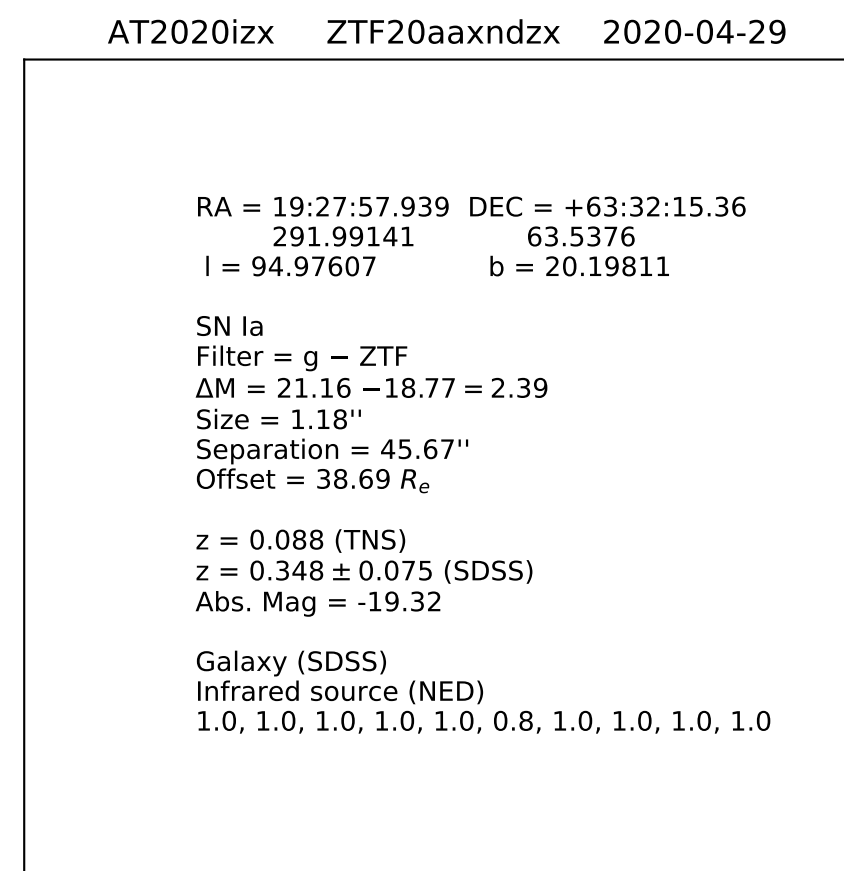 AT2020izx ZTF20aaxndzx 2020-04-29
RA = 19:27:57.939 DEC = +63:32:15.36
291.99141 63.5376
l = 94.97607 b = 20.19811
SN Ia
Filter = g − ZTF
ΔM = 21.16 −18.77 = 2.39
Size = 1.18''
Separation = 45.67''
Offset = 38.69 Rₑ
z = 0.088 (TNS)
z = 0.348 ± 0.075 (SDSS)
Abs. Mag = -19.32
Galaxy (SDSS)
Infrared source (NED)
1.0, 1.0, 1.0, 1.0, 1.0, 0.8, 1.0, 1.0, 1.0, 1.0